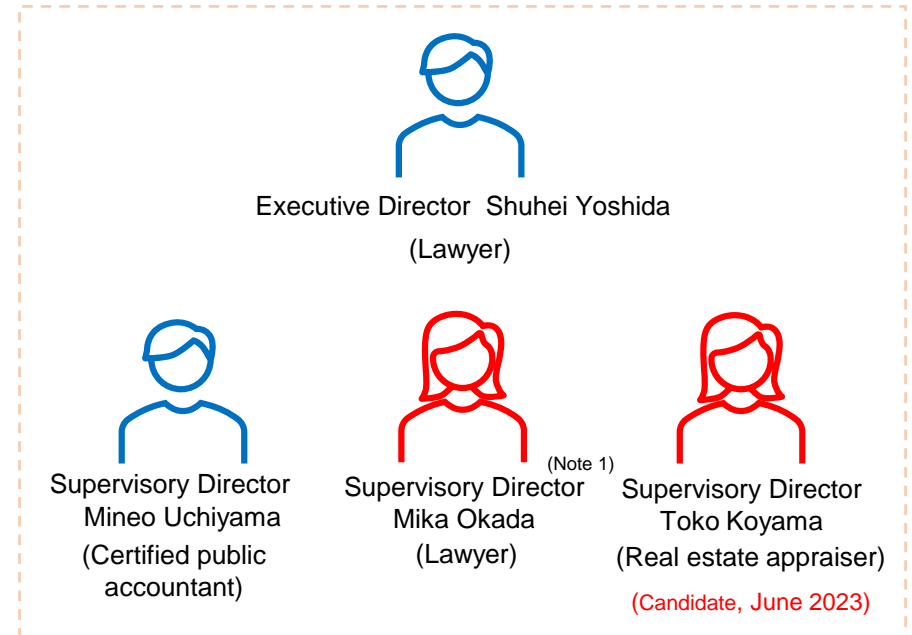 Executive Director  Shuhei Yoshida
(Lawyer)
Supervisory Director
Mineo Uchiyama
(Certified public
accountant)
(Note 1)
Supervisory Director
Mika Okada
(Lawyer)
Supervisory Director
Toko Koyama
(Real estate appraiser)
(Candidate, June 2023)